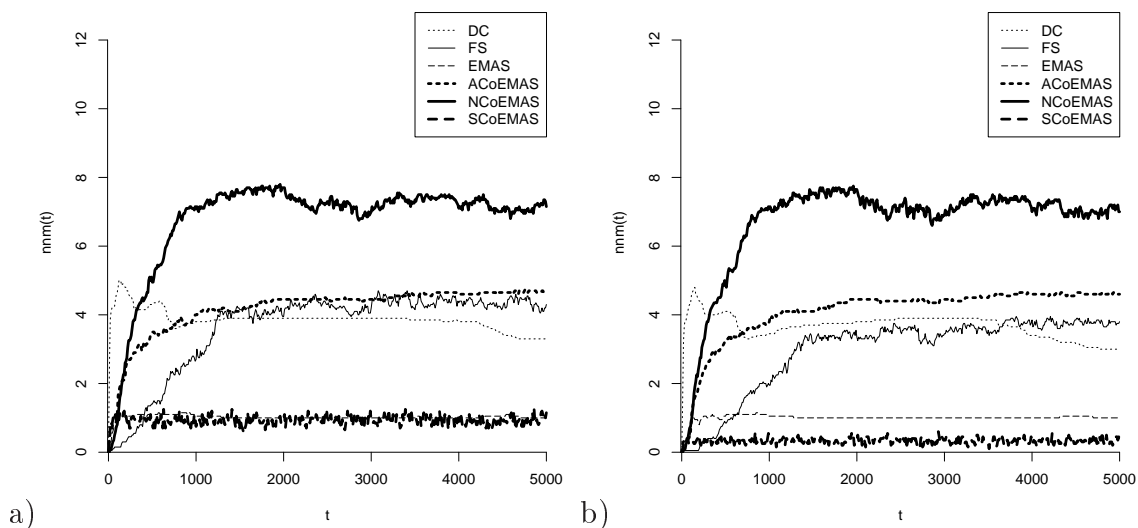 DC
FS
EMAS
ACoEMAS
NCoEMAS
SCoEMAS
nnm(t)
12
10
8
6
4
2
0
0
1000
2000
3000
4000
5000
t
a)
DC
FS
EMAS
ACoEMAS
NCoEMAS
SCoEMAS
nnm(t)
12
10
8
6
4
2
0
0
1000
2000
3000
4000
5000
t
b)